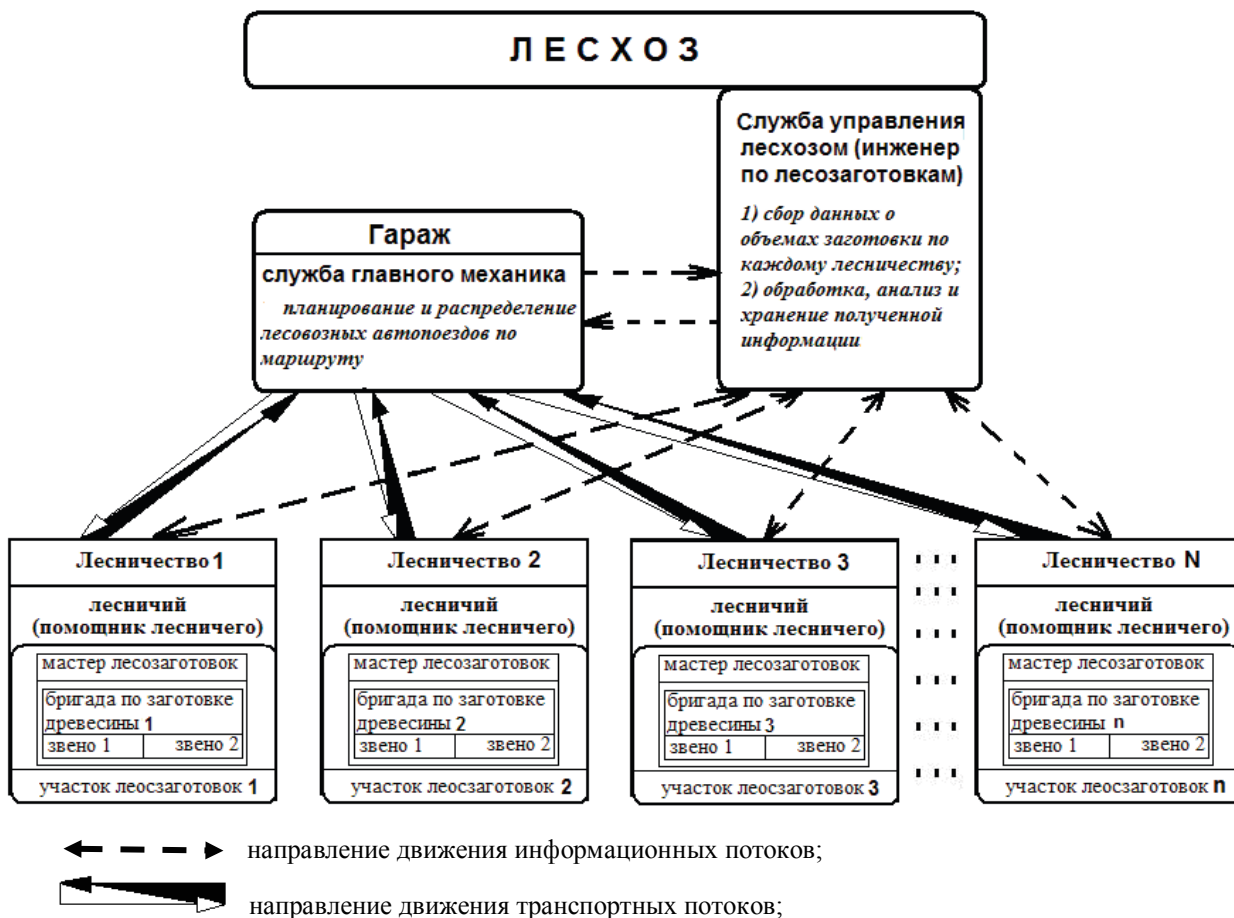 Л Е С Х О З
Служба управления
лесхозом (инженер
по лесозаготовкам)
1) сбор данных о
объемах заготовки по
каждому лесничеству;
2) обработка, анализ и
хранение полученной
информации
Гараж
служба главного механика
планирование и распределение
лесовозных автопоездов по
маршруту
Лесничество 1
лесничий
(помощник лесничего)
мастер лесозаготовок
бригада по заготовке
древесины 1
звено 1 звено 2
участок леосзаготовок 1
Лесничество 2
лесничий
(помощник лесничего)
мастер лесозаготовок
бригада по заготовке
древесины 2
звено 1 звено 2
участок леосзаготовок 2
Лесничество 3
лесничий
(помощник лесничего)
мастер лесозаготовок
бригада по заготовке
древесины 3
звено 1 звено 2
участок леосзаготовок 3
Лесничество N
лесничий
(помощник лесничего)
мастер лесозаготовок
бригада по заготовке
древесины n
звено 1 звено 2
участок леосзаготовок n
направление движения информационных потоков;
направление движения транспортных потоков;